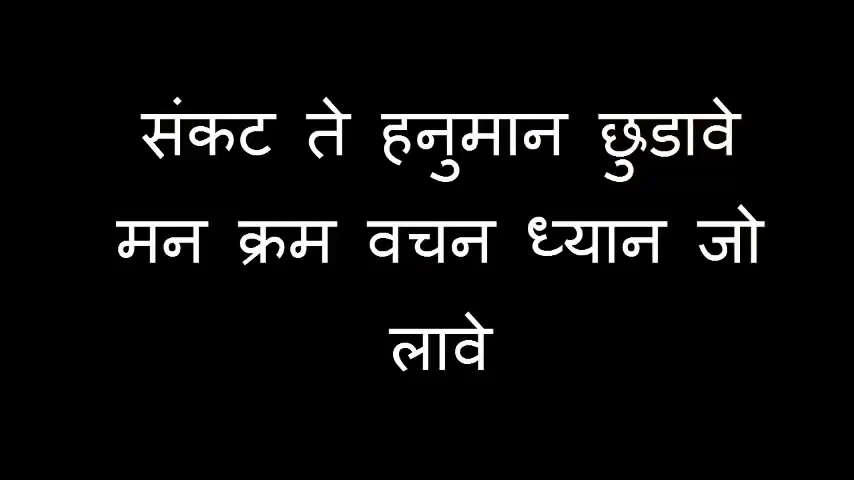 संकट ते हनुमान छुडावे
मन क्रम वचन ध्यान जो
लावे